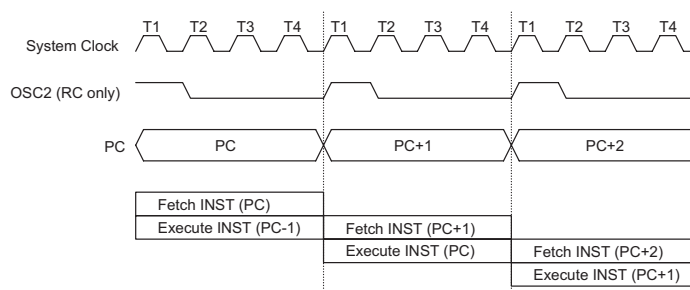 T1 T2 T3 T4 T1 T2 T3 T4 T1 T2 T3 T4
System Clock
OSC2 (RC only)
PC PC PC+1 PC+2
Fetch INST (PC)
Execute INST (PC-1) Fetch INST (PC+1)
Execute INST (PC) Fetch INST (PC+2)
Execute INST (PC+1)